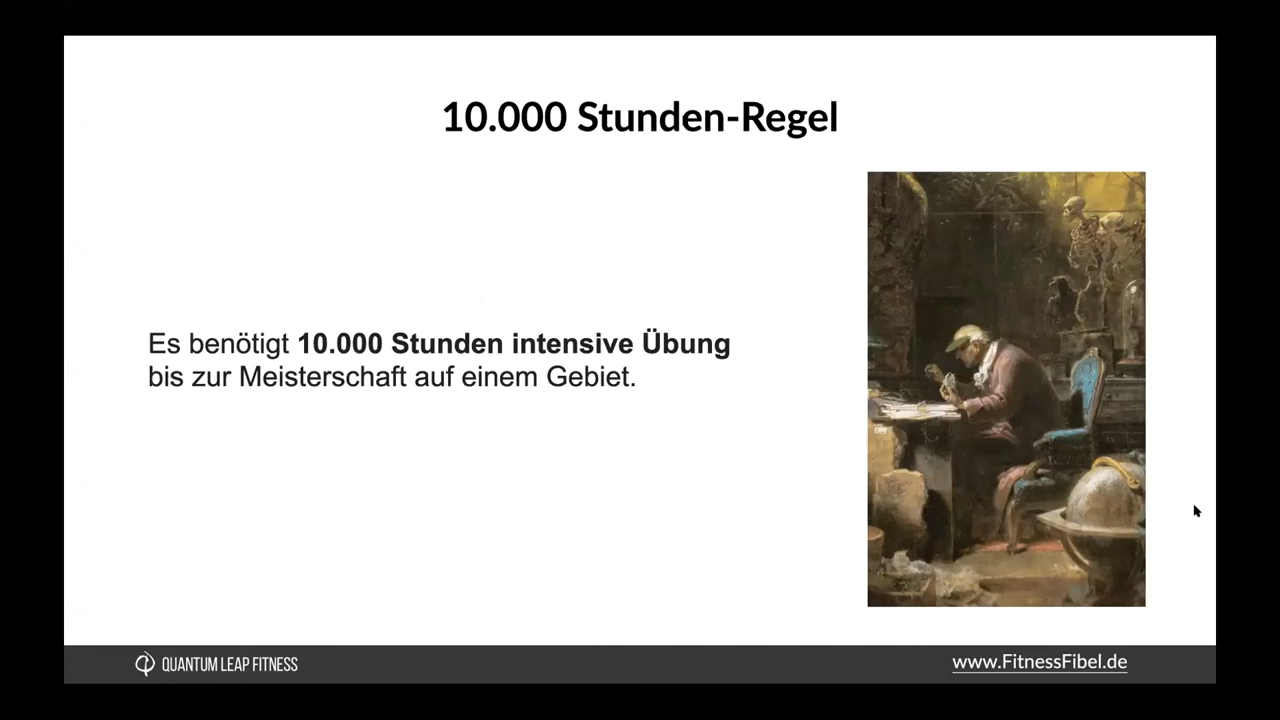 10.000 Stunden-Regel
Es benötigt 10.000 Stunden intensive Übung
bis zur Meisterschaft auf einem Gebiet.
QUANTUM LEAP FITNESS
www.FitnessFibel.de